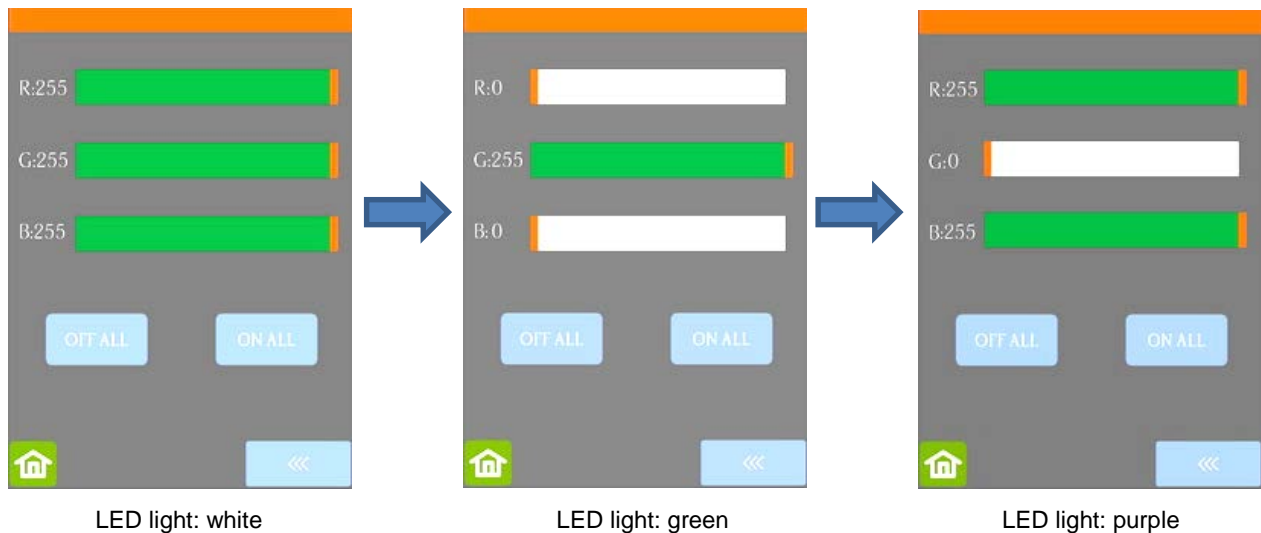 R:255
G:255
B:255
OFF ALL ON ALL
<<<
LED light: white
R:0
G:255
B:0
OFF ALL ON ALL
<<<
LED light: green
R:255
G:0
B:255
OFF ALL ON ALL
<<<
LED light: purple